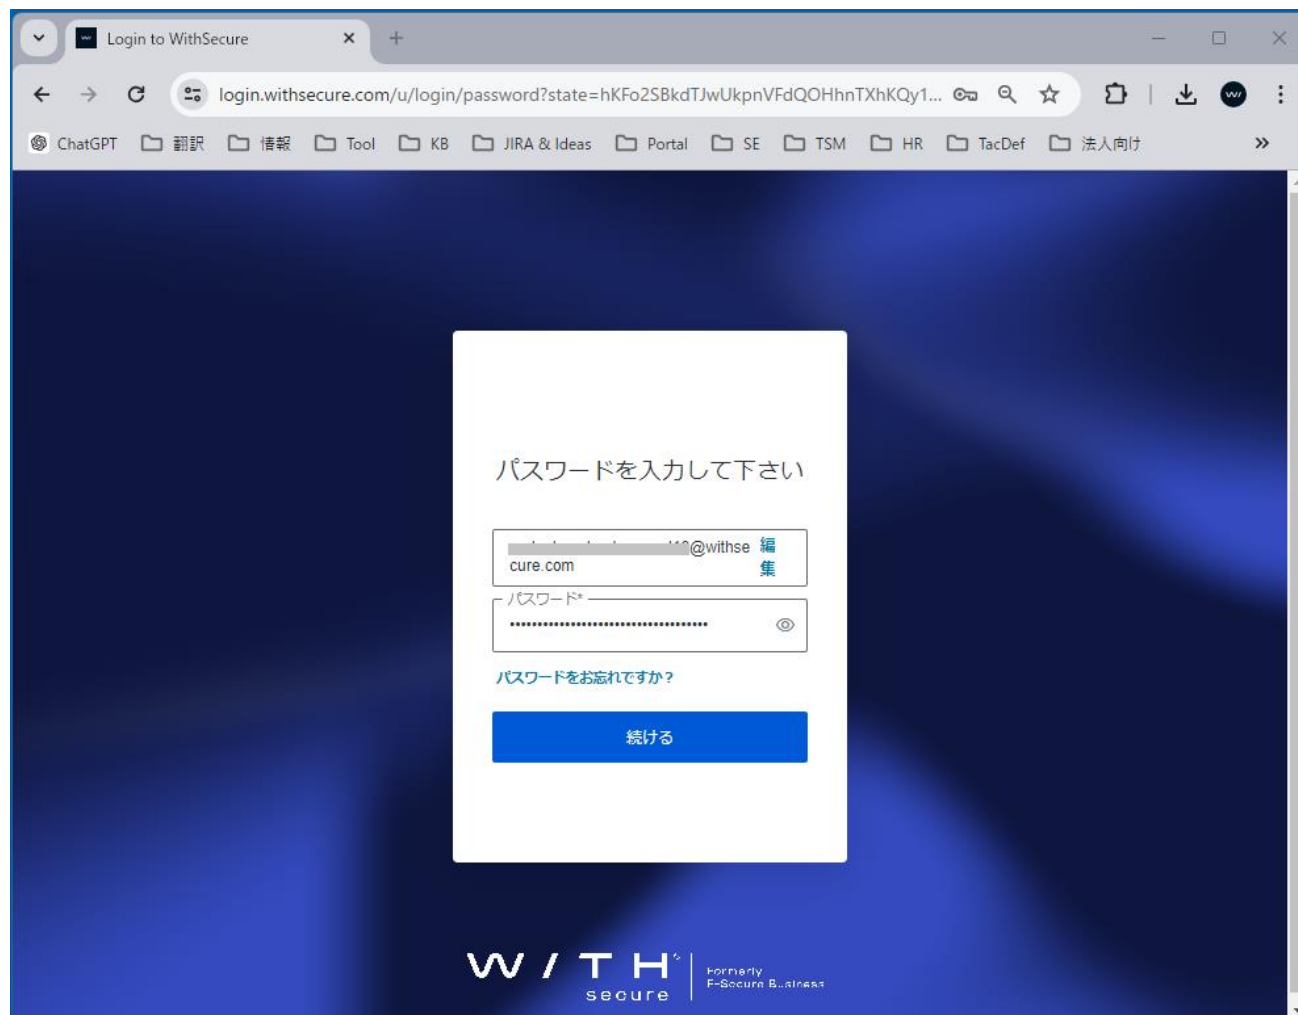 Login to WithSecure
login.withsecure.com/u/login/password?state=hKFo2SBkdTJwUkpnVFdQOHhnTXhKQy1...
ChatGPT 翻訳 情報 Tool KB JIRA & Ideas Portal SE TSM HR TacDef 法人向け
パスワードを入力して下さい
@withse 編
cure.com 集
パスワード*
パスワードをお忘れですか？
続ける
WITH Formerly
secure F-Secure Business